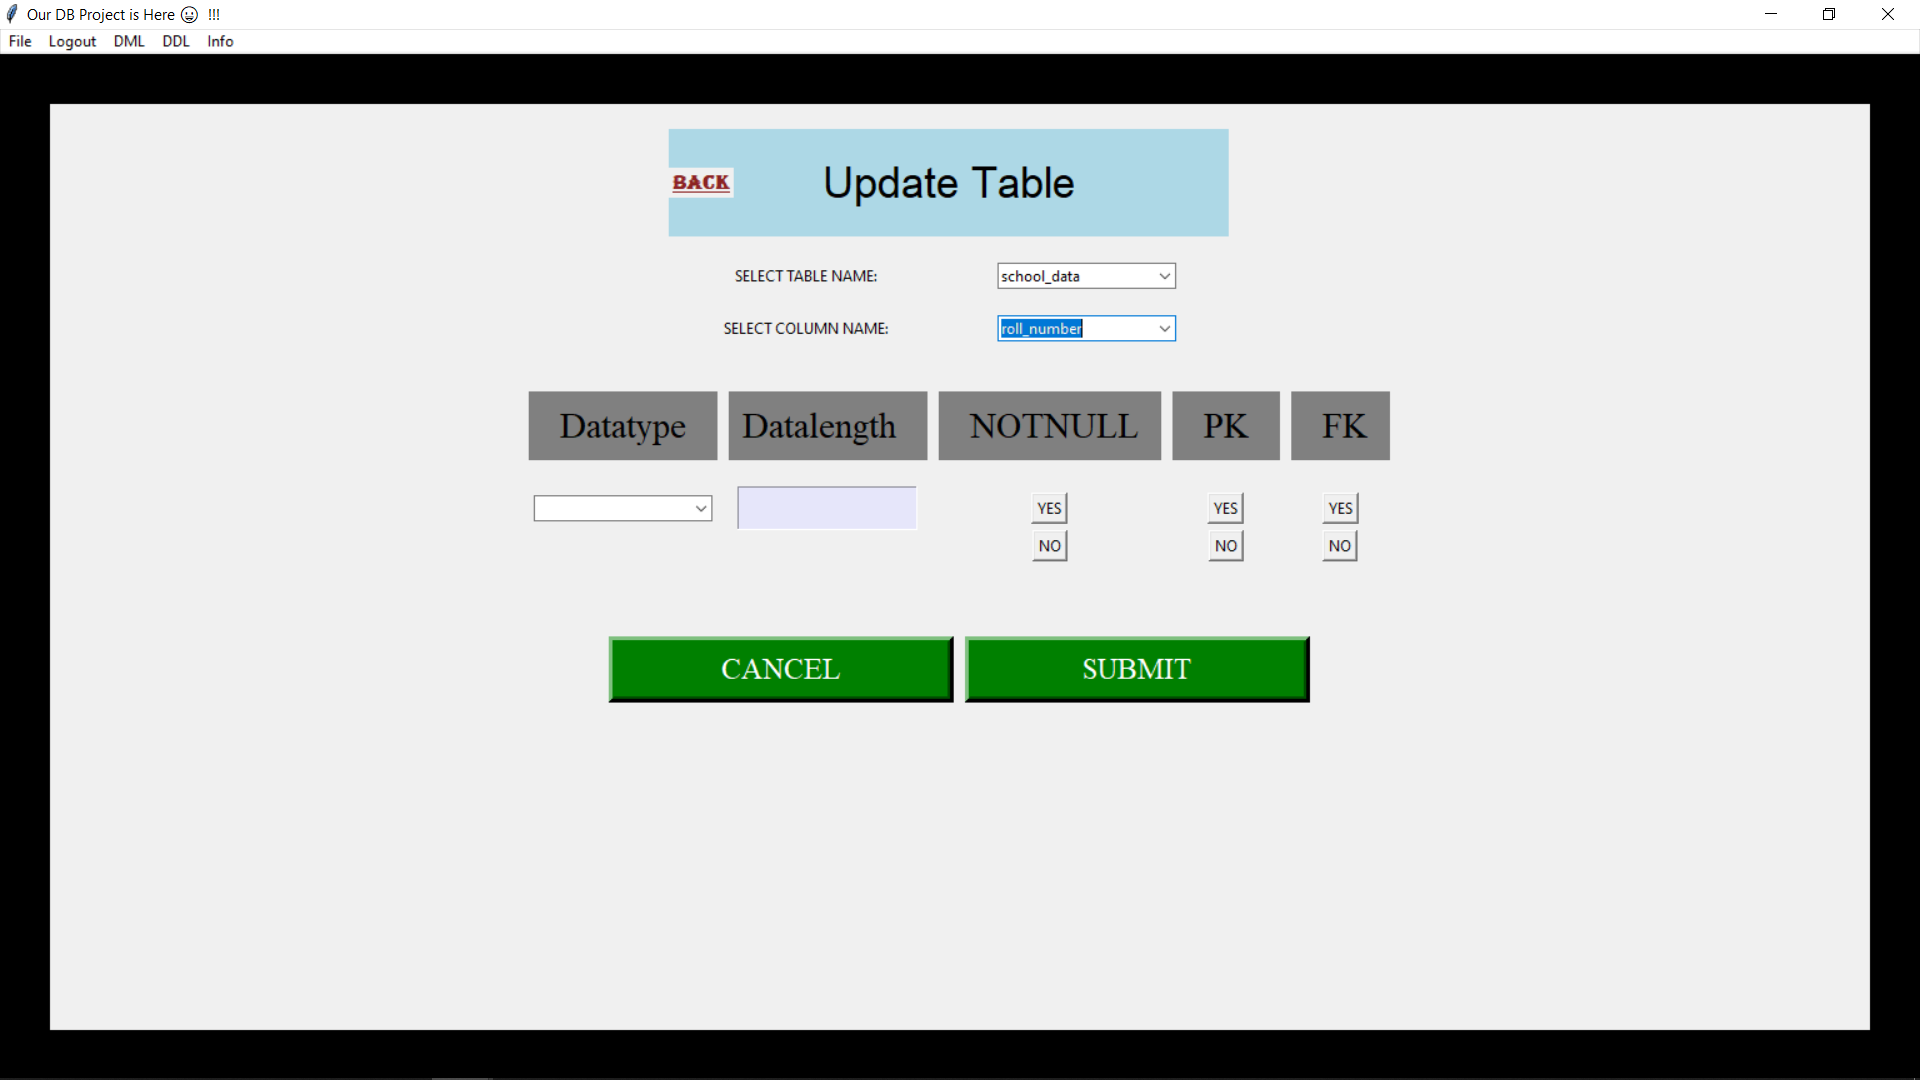 Our DB Project is Here 😀 !!!
File Logout DML DDL Info
BACK Update Table
SELECT TABLE NAME: school_data
SELECT COLUMN NAME: roll_number
Datatype Datalength NOTNULL PK FK
YES YES YES
NO NO NO
CANCEL SUBMIT